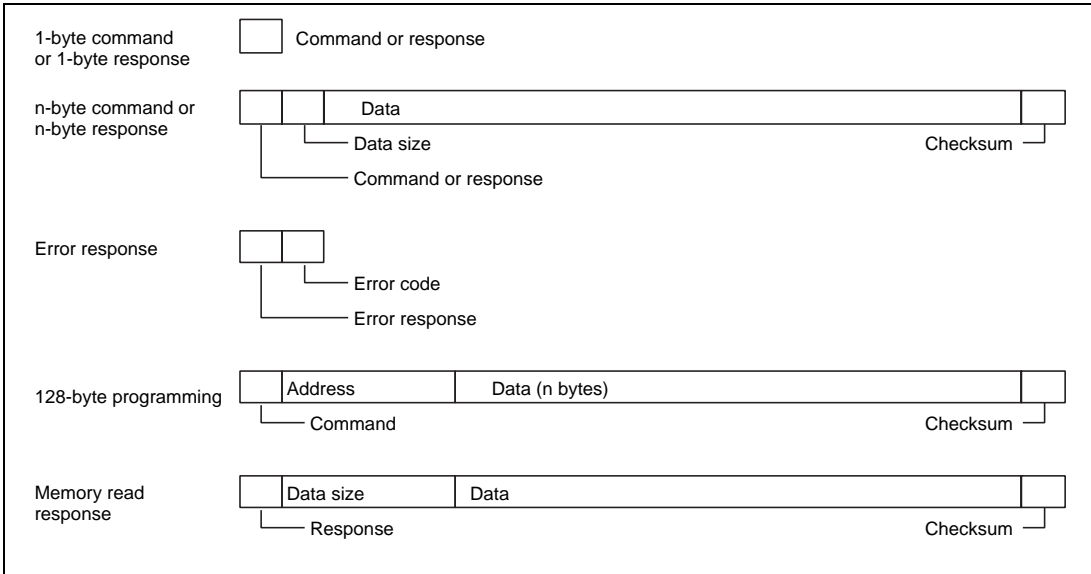 1-byte command
or 1-byte response
Command or response
n-byte command or
n-byte response
Data
Data size
Checksum
Command or response
Error response
Error code
Error response
128-byte programming
Address
Data (n bytes)
Command
Checksum
Memory read
response
Data size
Data
Response
Checksum